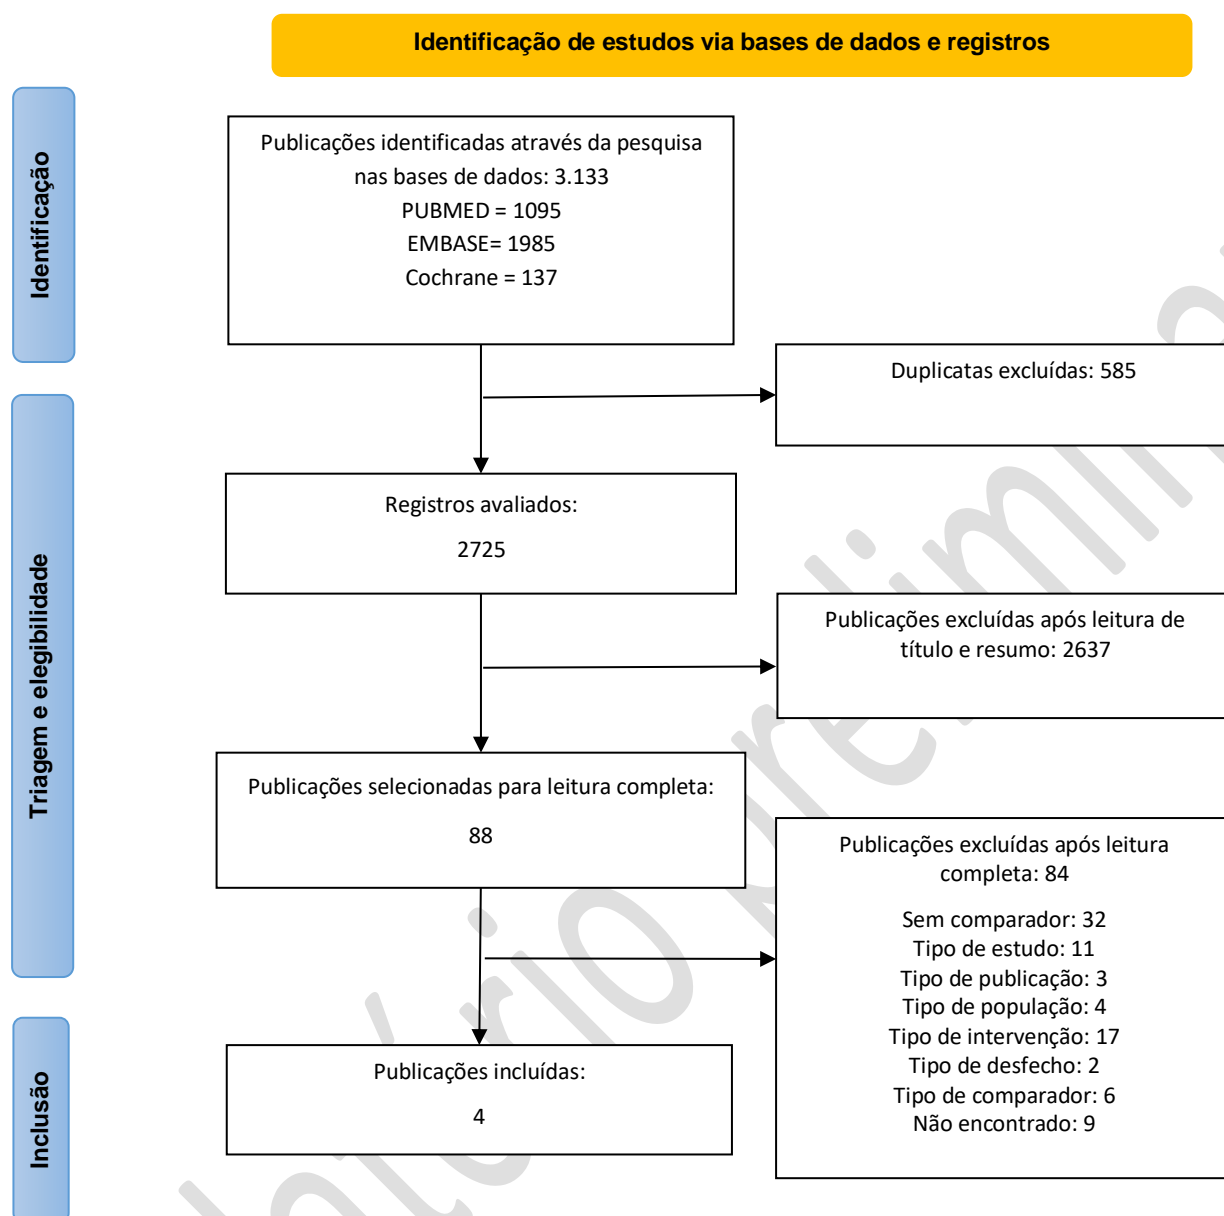 Identificação de estudos via bases de dados e registros
Identificação
Publicações identificadas através da pesquisa
nas bases de dados: 3.133
PUBMED = 1095
EMBASE= 1985
Cochrane = 137
Duplicatas excluídas: 585
Triagem e elegibilidade
Registros avaliados:
2725
Publicações excluídas após leitura de
título e resumo: 2637
Publicações selecionadas para leitura completa:
88
Publicações excluídas após leitura
completa: 84
Sem comparador: 32
Tipo de estudo: 11
Tipo de publicação: 3
Tipo de população: 4
Tipo de intervenção: 17
Tipo de desfecho: 2
Tipo de comparador: 6
Não encontrado: 9
Inclusão
Publicações incluídas:
4